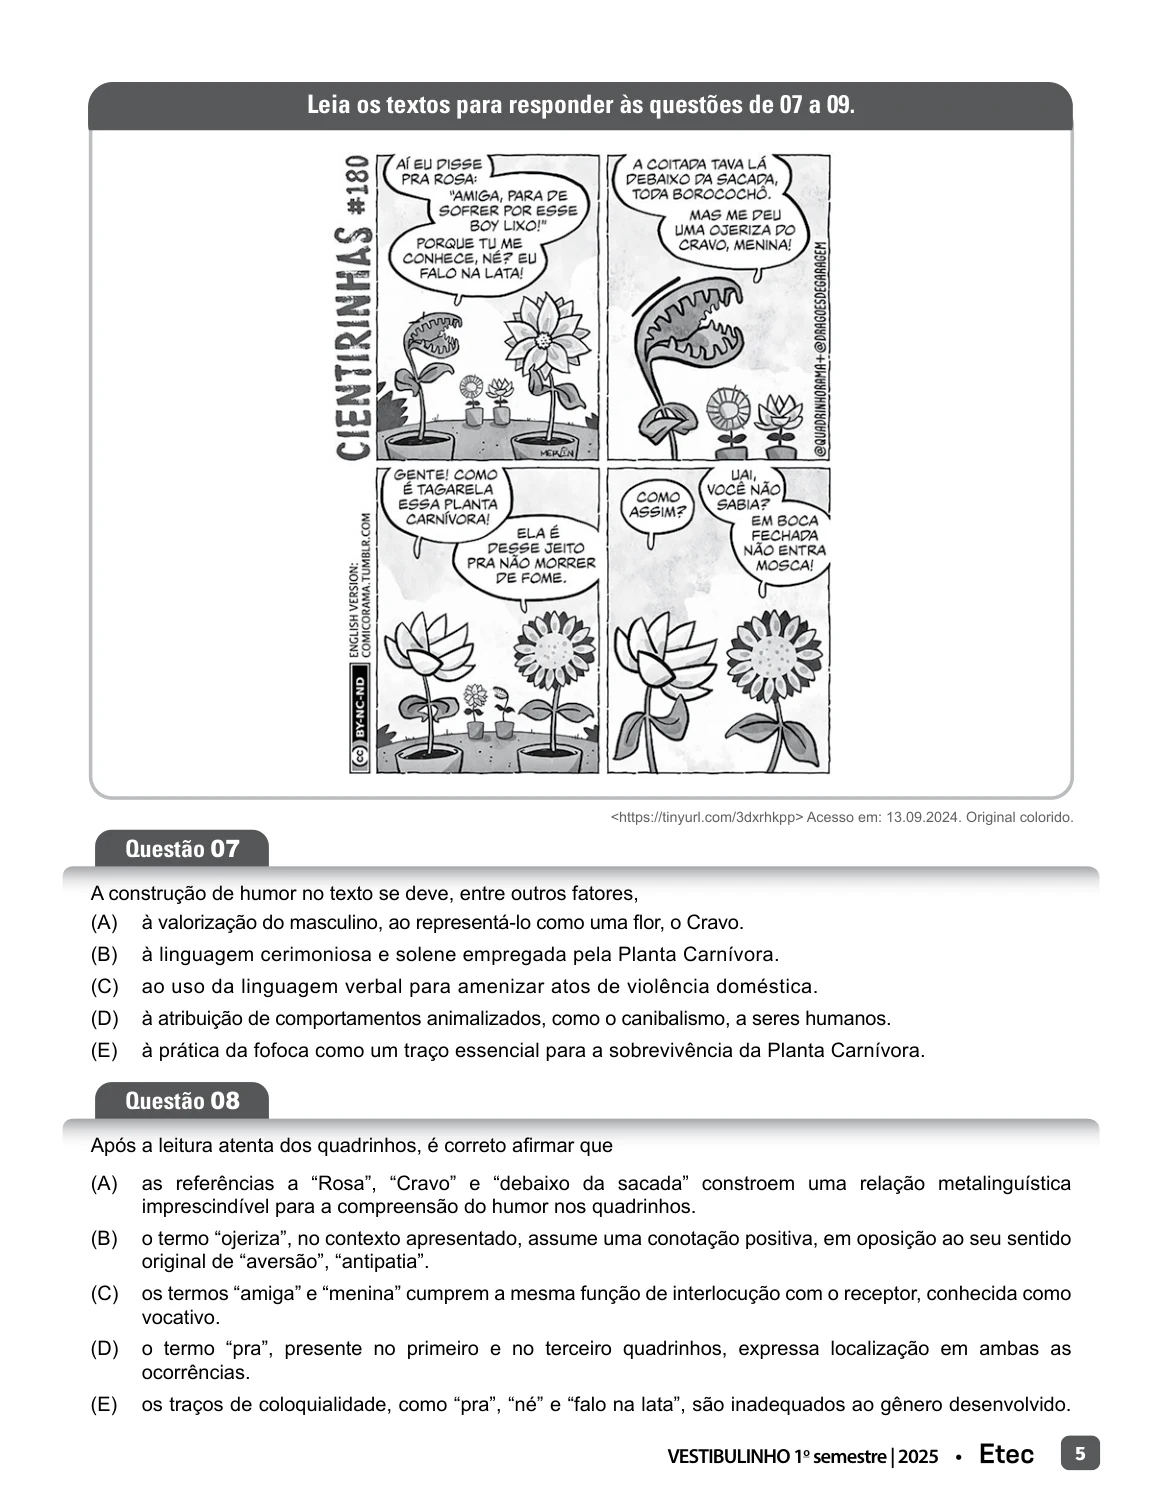 Leia os textos para responder às questões de 07 a 09.
CIENTIRINHAS #180
AÍ EU DISSE
PRA ROSA:
"AMIGA, PARA DE
SOFRER POR ESSE
BOY LIXO!"
PORQUE TU ME
CONHECE, NÉ? EU
FALO NA LATA!
MERLIN
A COITADA TAVA LÁ
DEBAIXO DA SACADA,
TODA BOROCOCHÔ.
MAS ME DEU
UMA OJERIZA DO
CRAVO, MENINA!
@QUADRINHORAMA + @DRAGOESDEGARAGEM
GENTE! COMO
É TAGARELA
ESSA PLANTA
CARNÍVORA!
ELA É
DESSE JEITO
PRA NÃO MORRER
DE FOME.
COMO
ASSIM?
UAI,
VOCÊ NÃO
SABIA?
EM BOCA
FECHADA
NÃO ENTRA
MOSCA!
ENGLISH VERSION:
COMICORAMA.TUMBLR.COM
cc BY-NC-ND
<https://tinyurl.com/3dxrhkpp> Acesso em: 13.09.2024. Original colorido.
Questão 07
A construção de humor no texto se deve, entre outros fatores,
(A) à valorização do masculino, ao representá-lo como uma flor, o Cravo.
(B) à linguagem cerimoniosa e solene empregada pela Planta Carnívora.
(C) ao uso da linguagem verbal para amenizar atos de violência doméstica.
(D) à atribuição de comportamentos animalizados, como o canibalismo, a seres humanos.
(E) à prática da fofoca como um traço essencial para a sobrevivência da Planta Carnívora.
Questão 08
Após a leitura atenta dos quadrinhos, é correto afirmar que
(A) as referências a “Rosa”, “Cravo” e “debaixo da sacada” constroem uma relação metalinguística
imprescindível para a compreensão do humor nos quadrinhos.
(B) o termo “ojeriza”, no contexto apresentado, assume uma conotação positiva, em oposição ao seu sentido
original de “aversão”, “antipatia”.
(C) os termos “amiga” e “menina” cumprem a mesma função de interlocução com o receptor, conhecida como
vocativo.
(D) o termo “pra”, presente no primeiro e no terceiro quadrinhos, expressa localização em ambas as
ocorrências.
(E) os traços de coloquialidade, como “pra”, “né” e “falo na lata”, são inadequados ao gênero desenvolvido.
VESTIBULINHO 1º semestre | 2025 • Etec 5